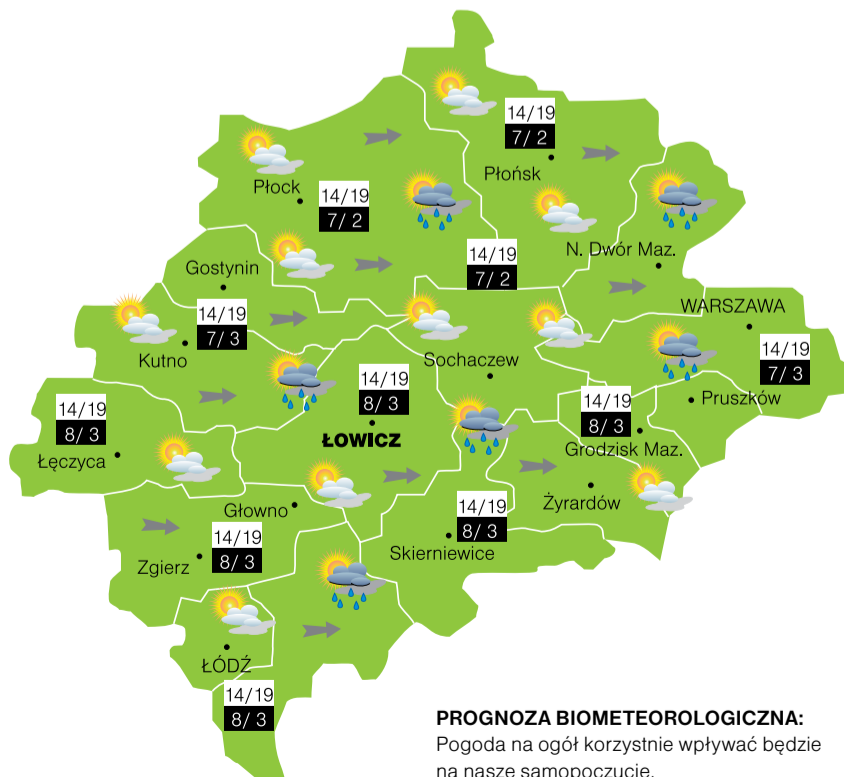 14/19
7/ 2
Płońsk
Płock
14/19
7/ 2
N. Dwór Maz.
14/19
7/ 2
Gostynin
WARSZAWA
14/19
7/ 3
Kutno
Sochaczew
14/19
7/ 3
14/19
8/ 3
ŁOWICZ
Pruszków
14/19
8/ 3
Grodzisk Maz.
14/19
8/ 3
Łęczyca
Głowno
Żyrardów
14/19
8/ 3
Skierniewice
14/19
8/ 3
Zgierz
ŁÓDŹ
14/19
8/ 3
PROGNOZA BIOMETEOROLOGICZNA:
Pogoda na ogół korzystnie wpływać będzie
na nasze samopoczucie.